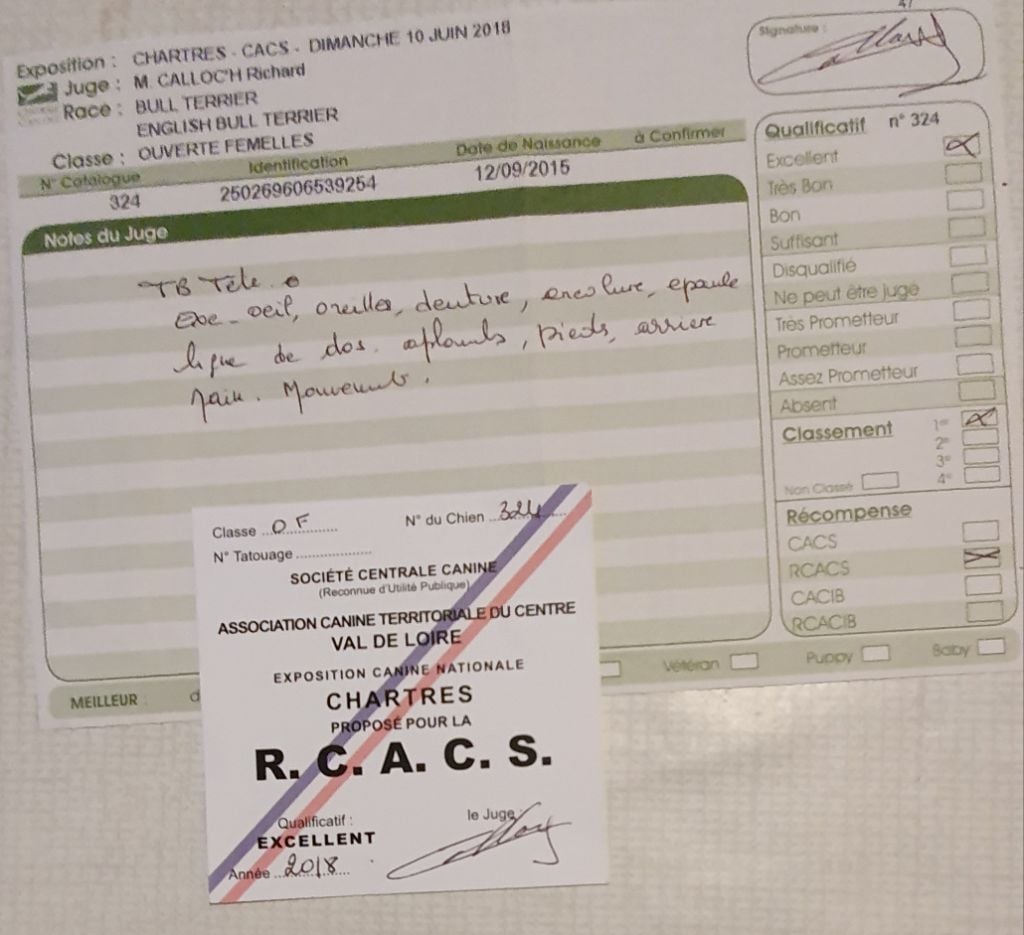 47
Exposition : CHARTRES - CACS - DIMANCHE 10 JUIN 2018
Juge : M. CALLOC'H Richard
Race : BULL TERRIER
ENGLISH BULL TERRIER
Classe : OUVERTE FEMELLES
N° Catalogue Identification Date de Naissance à Confirmer
324 250269606539254 12/09/2015
Notes du Juge
TB Tête.
Exc - oeil, oreilles, denture, encolure, epaule
ligne de dos. aplombs, pieds, arriere
Main. Mouvements.
Signature :
Qualificatif n° 324
Excellent
Très Bon
Bon
Suffisant
Disqualifié
Ne peut être jugé
Très Prometteur
Prometteur
Assez Prometteur
Absent
Classement 1er
2e
3e
4e
Non Classé
Récompense
CACS
RCACS
CACIB
RCACIB
MEILLEUR : d
Vétéran Puppy Baby
Classe ...O F... N° du Chien ...324...
N° Tatouage ...................
SOCIÉTÉ CENTRALE CANINE
(Reconnue d'Utilité Publique)
ASSOCIATION CANINE TERRITORIALE DU CENTRE
VAL DE LOIRE
EXPOSITION CANINE NATIONALE
CHARTRES
PROPOSÉ POUR LA
R. C. A. C. S.
Qualificatif :
EXCELLENT
le Juge :
Année ...2018...